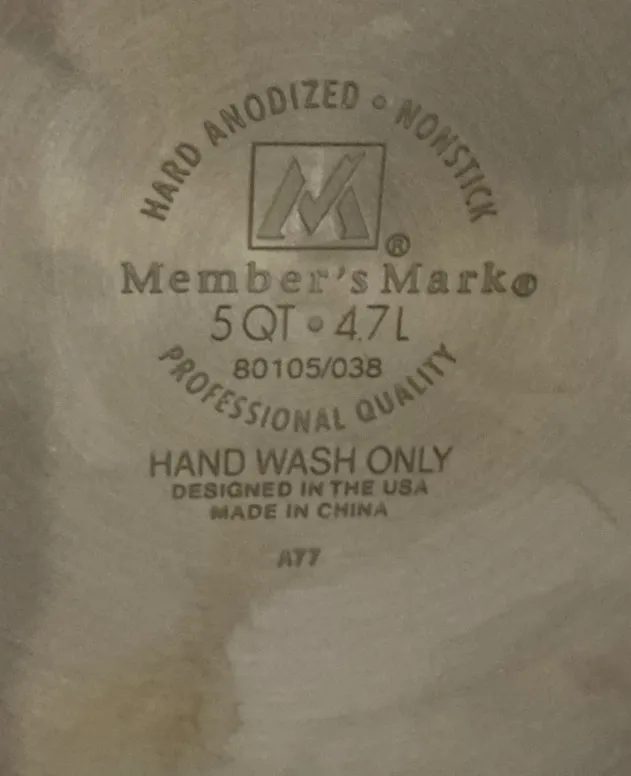 HARD ANODIZED • NONSTICK
M®
Member's Mark®
5 QT • 4.7 L
80105/038
PROFESSIONAL QUALITY
HAND WASH ONLY
DESIGNED IN THE USA
MADE IN CHINA
A77